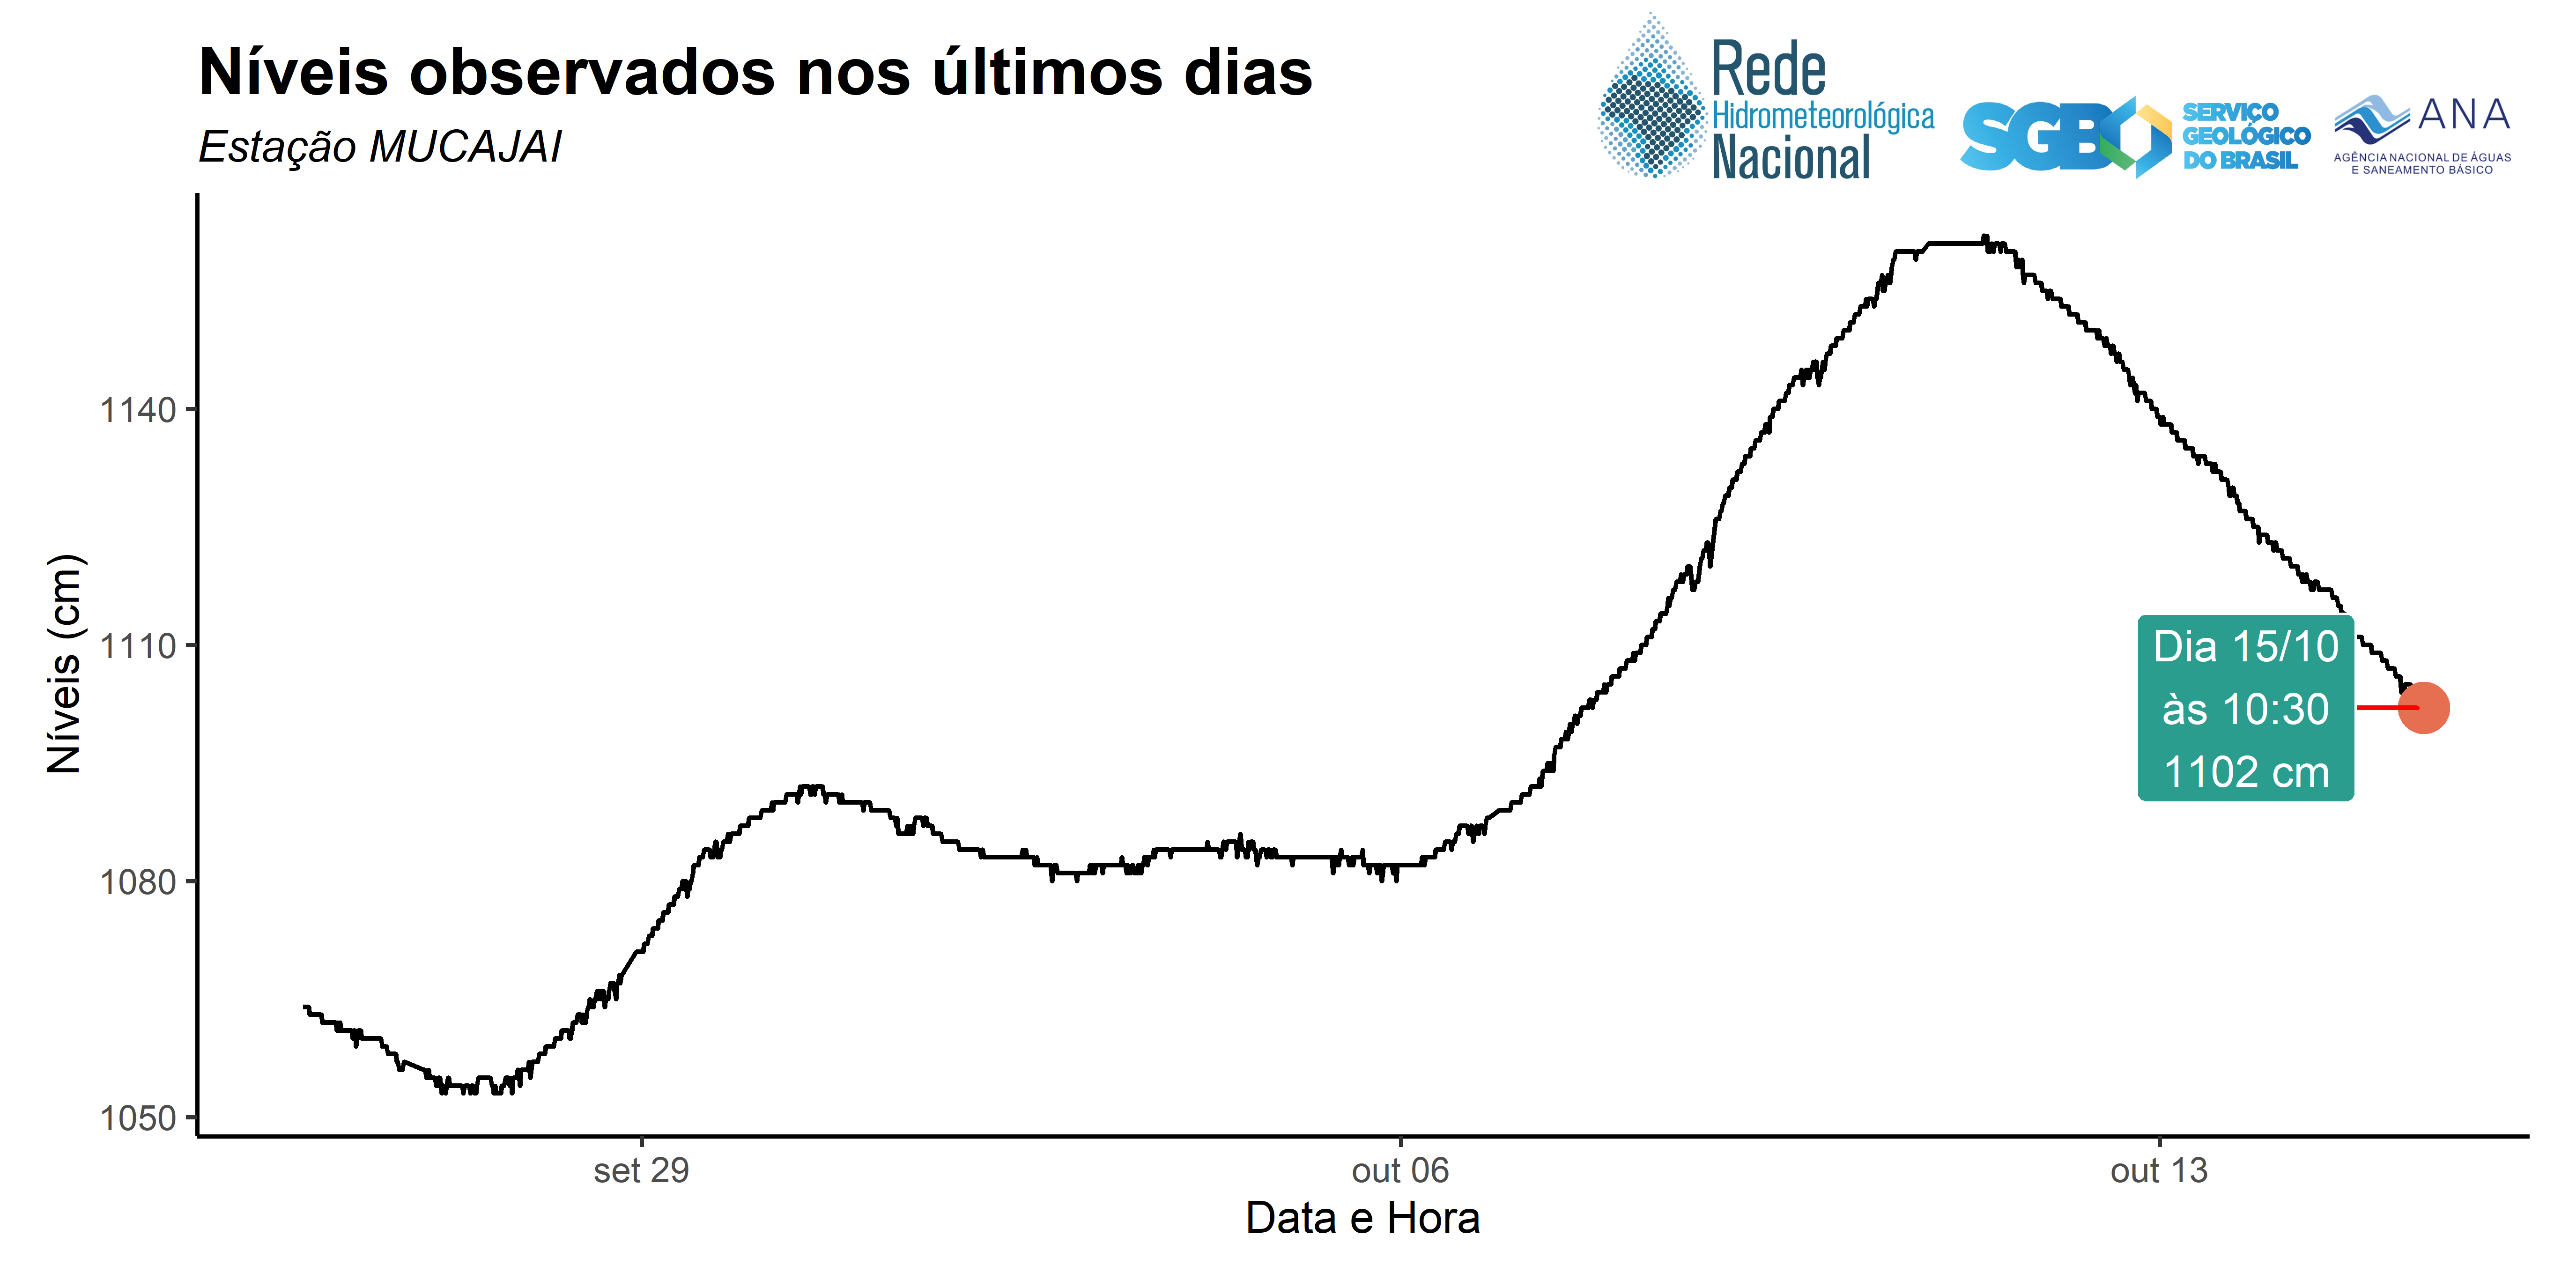 Níveis observados nos últimos dias
Estação MUCAJAI
Rede
Hidrometeorológica
Nacional
SGB
SERVIÇO
GEOLÓGICO
DO BRASIL
ANA
AGÊNCIA NACIONAL DE ÁGUAS
E SANEAMENTO BÁSICO
Níveis (cm)
1140
1110
1080
1050
Dia 15/10
às 10:30
1102 cm
set 29
out 06
out 13
Data e Hora